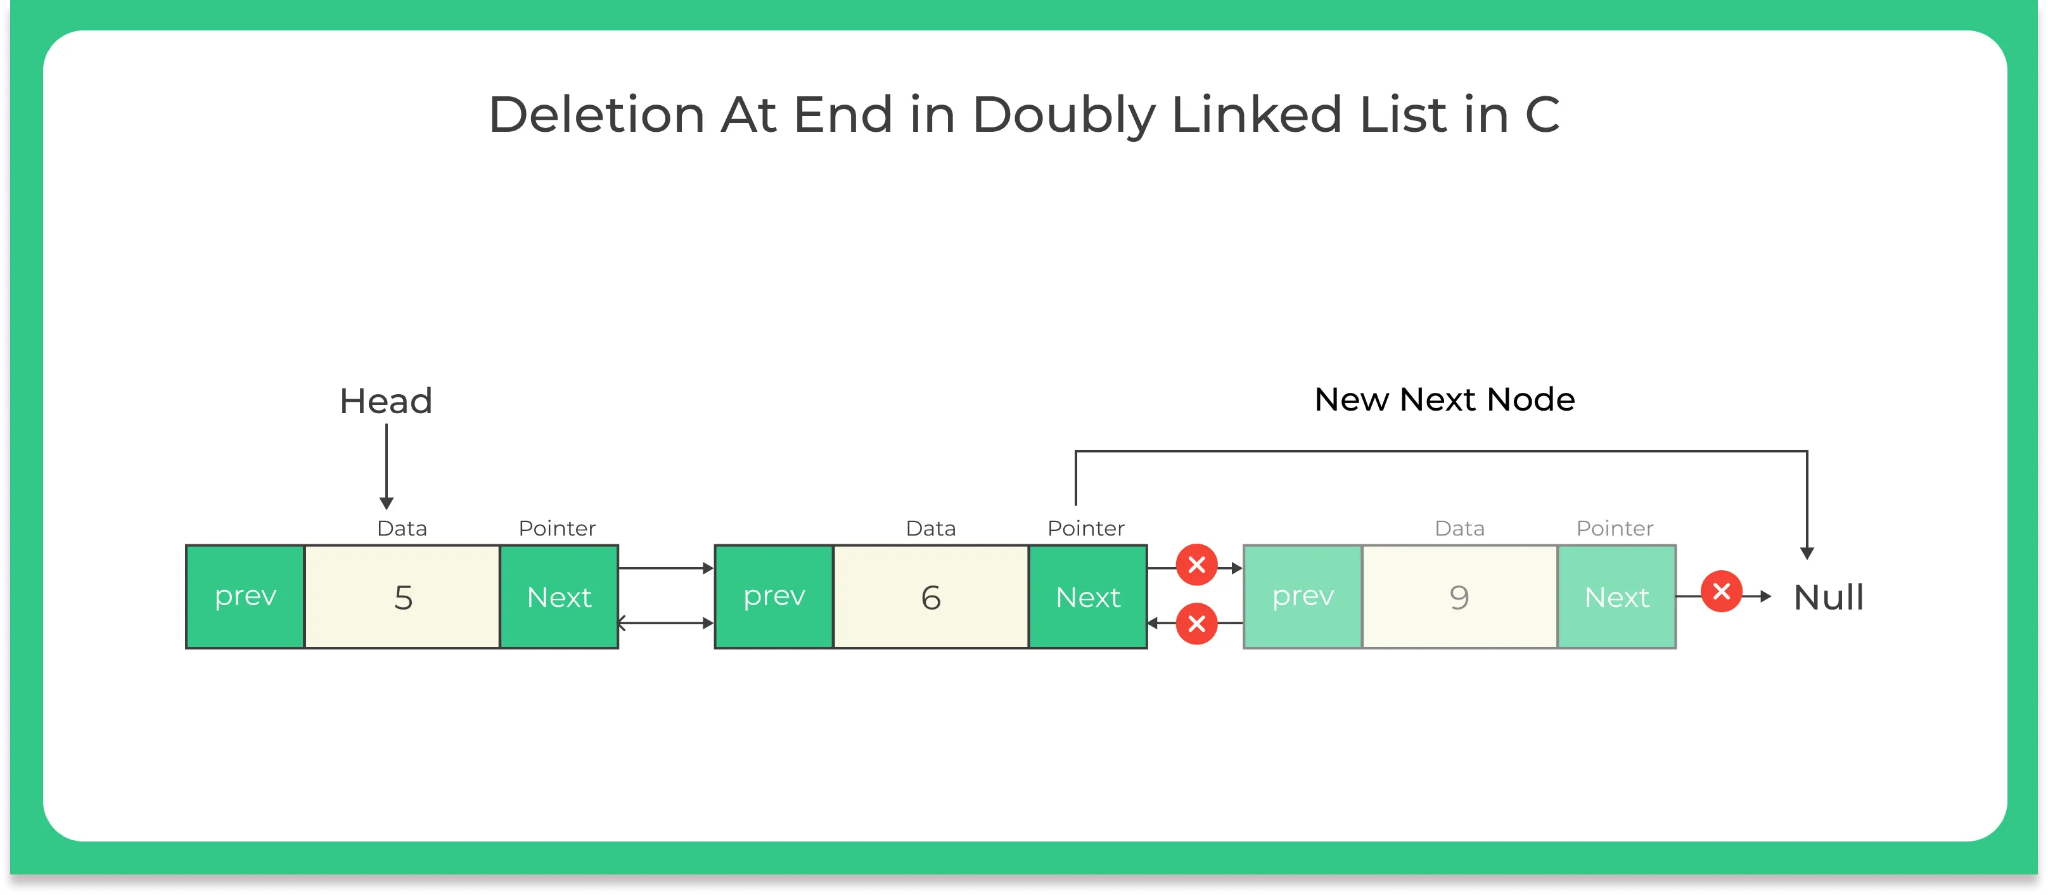 Deletion At End in Doubly Linked List in C
Head
New Next Node
Data Pointer Data Pointer Data Pointer
prev 5 Next prev 6 Next prev 9 Next Null